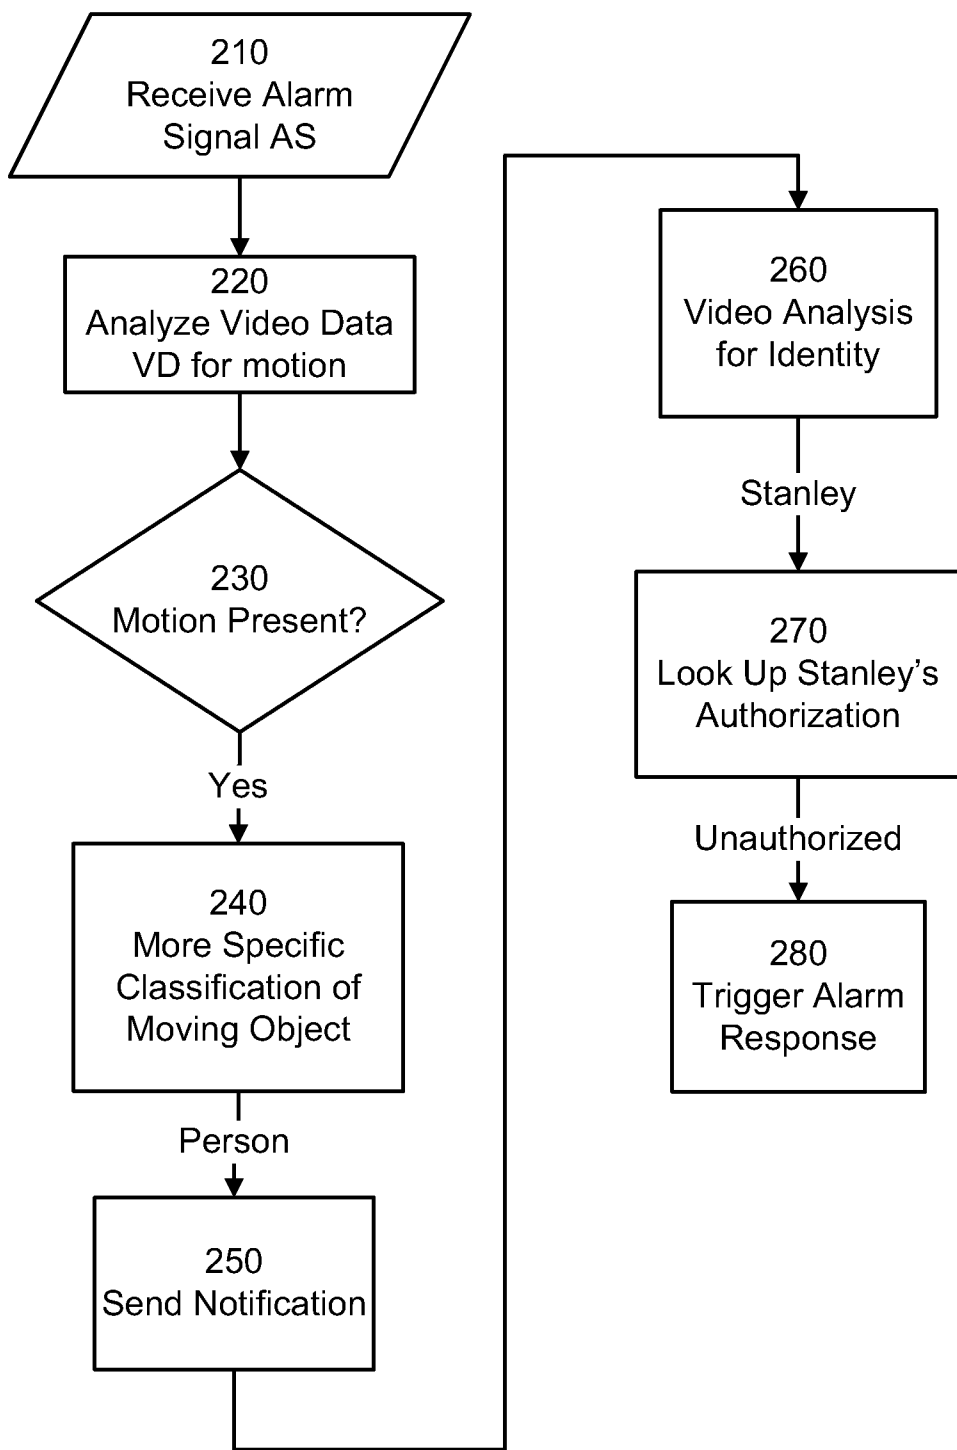 210
Receive Alarm
Signal AS
220
Analyze Video Data
VD for motion
230
Motion Present?
Yes
240
More Specific
Classification of
Moving Object
Person
250
Send Notification
260
Video Analysis
for Identity
Stanley
270
Look Up Stanley’s
Authorization
Unauthorized
280
Trigger Alarm
Response